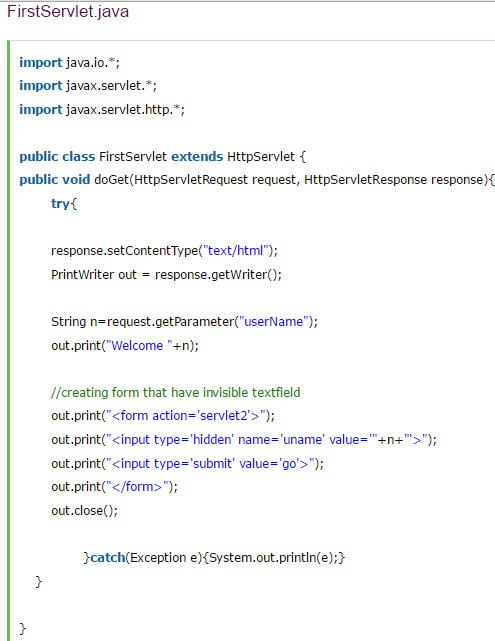 FirstServlet.java
import java.io.*;
import javax.servlet.*;
import javax.servlet.http.*;
public class FirstServlet extends HttpServlet {
public void doGet(HttpServletRequest request, HttpServletResponse response){
try{
response.setContentType("text/html");
PrintWriter out = response.getWriter();
String n=request.getParameter("userName");
out.print("Welcome "+n);
//creating form that have invisible textfield
out.print("<form action='servlet2'>");
out.print("<input type='hidden' name='uname' value='"+n+"'>");
out.print("<input type='submit' value='go'>");
out.print("</form>");
out.close();
}catch(Exception e){System.out.println(e);}
}
}